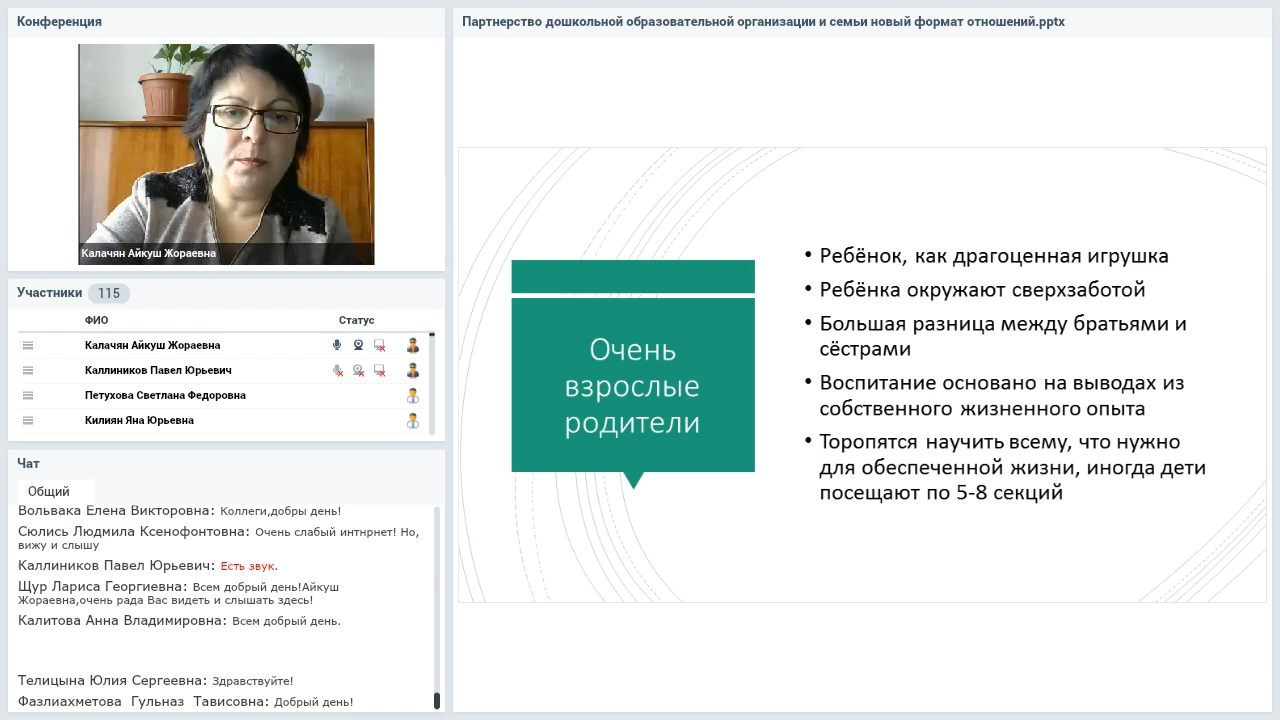 Конференция
Калачян Айкуш Жораевна
Участники 115
ФИО Статус
Калачян Айкуш Жораевна
Каллиников Павел Юрьевич
Петухова Светлана Федоровна
Килиян Яна Юрьевна
Чат
Общий
Вольвака Елена Викторовна: Коллеги,добры день!
Сюлись Людмила Ксенофонтовна: Очень слабый интнрнет! Но,
вижу и слышу
Каллиников Павел Юрьевич: Есть звук.
Щур Лариса Георгиевна: Всем добрый день!Айкуш
Жораевна,очень рада Вас видеть и слышать здесь!
Калитова Анна Владимировна: Всем добрый день.
Телицына Юлия Сергеевна: Здравствуйте!
Фазлиахметова Гульназ Тависовна: Добрый день!
Партнерство дошкольной образовательной организации и семьи новый формат отношений.pptx
Очень
взрослые
родители
• Ребёнок, как драгоценная игрушка
• Ребёнка окружают сверхзаботой
• Большая разница между братьями и
сёстрами
• Воспитание основано на выводах из
собственного жизненного опыта
• Торопятся научить всему, что нужно
для обеспеченной жизни, иногда дети
посещают по 5-8 секций